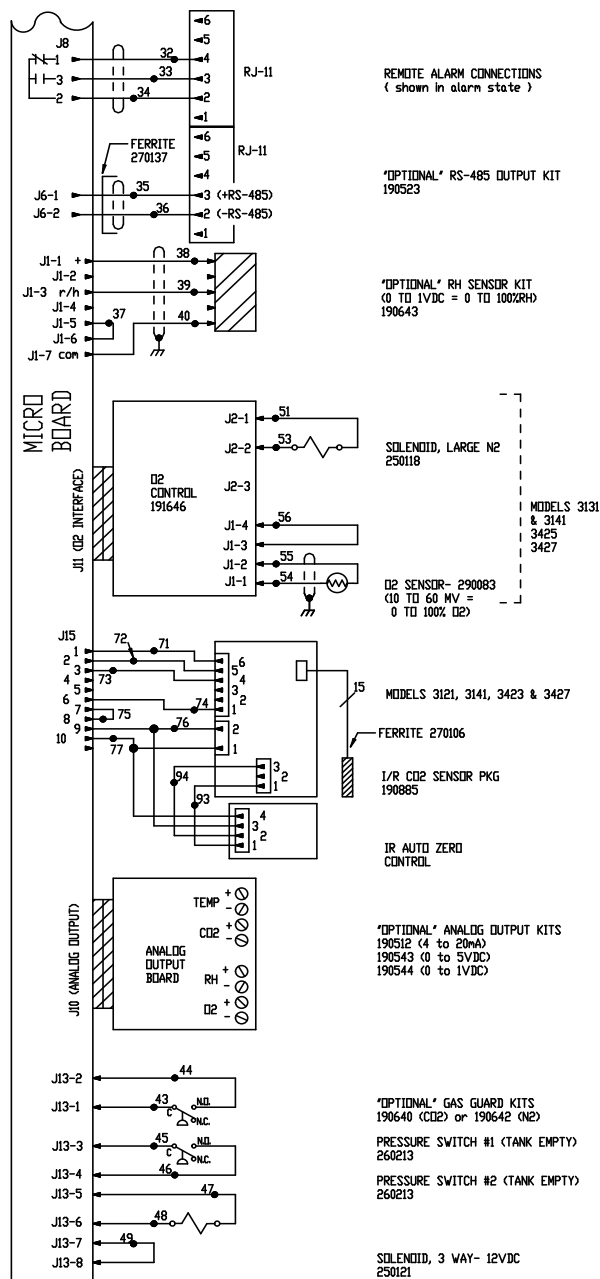 J8
1
3
2
32
33
34
6
5
4
3
2
1
RJ-11
REMOTE ALARM CONNECTIONS
( shown in alarm state )
FERRITE
270137
J6-1
J6-2
35
36
6
5
4
3 (+RS-485)
2 (-RS-485)
1
RJ-11
"OPTIONAL" RS-485 OUTPUT KIT
190523
J1-1 +
J1-2
J1-3 r/h
J1-4
J1-5
J1-6
J1-7 com
37
38
39
40
"OPTIONAL" RH SENSOR KIT
(0 TO 1VDC = 0 TO 100%RH)
190643
MICRO
BOARD
J11 (O2 INTERFACE)
O2
CONTROL
191646
J2-1
J2-2
J2-3
J1-4
J1-3
J1-2
J1-1
51
53
56
55
54
SOLENOID, LARGE N2
250118
O2 SENSOR- 290083
(10 TO 60 MV =
0 TO 100% O2)
MODELS 3131
& 3141
3425
3427
J15
1
2
3
4
5
6
7
8
9
10
72
71
73
74
75
76
77
6
5
4
3
2
1
2
1
3
2
1
94
93
4
3
2
1
15
MODELS 3121, 3141, 3423 & 3427
FERRITE 270106
I/R CO2 SENSOR PKG
190885
IR AUTO ZERO
CONTROL
J10 (ANALOG OUTPUT)
ANALOG
OUTPUT
BOARD
TEMP + -
CO2 + -
RH + -
O2 + -
"OPTIONAL" ANALOG OUTPUT KITS
190512 (4 to 20mA)
190543 (0 to 5VDC)
190544 (0 to 1VDC)
J13-2
J13-1
J13-3
J13-4
J13-5
J13-6
J13-7
J13-8
44
43
C
N.O.
N.C.
45
C
N.O.
N.C.
46
47
48
49
"OPTIONAL" GAS GUARD KITS
190640 (CO2) or 190642 (N2)
PRESSURE SWITCH #1 (TANK EMPTY)
260213
PRESSURE SWITCH #2 (TANK EMPTY)
260213
SOLENOID, 3 WAY- 12VDC
250121